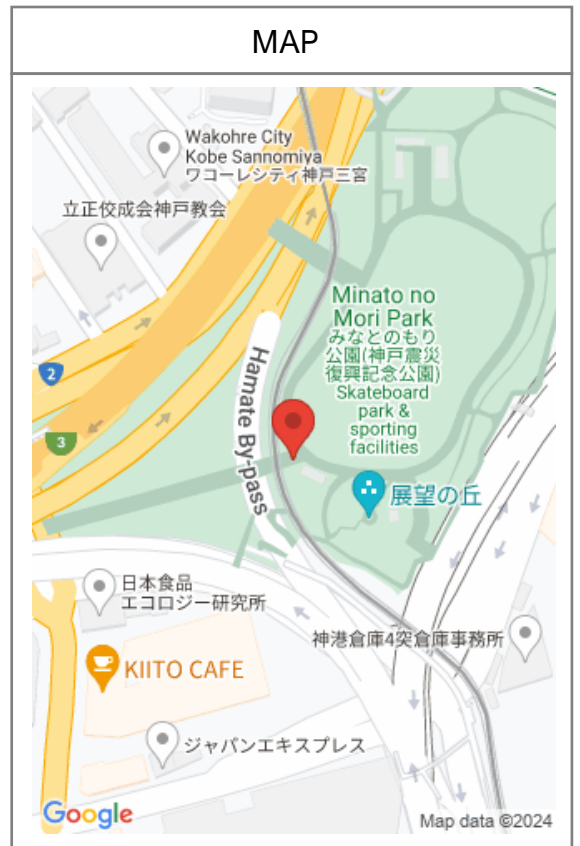 MAP
Wakohre City
Kobe Sannomiya
ワコーレシティ神戸三宮
立正佼成会神戸教会
Minato no
Mori Park
みなとのもり
公園(神戸震災
復興記念公園)
Skateboard
park &
sporting
facilities
2
Hamate By-pass
3
展望の丘
日本食品
エコロジー研究所
神港倉庫4突倉庫事務所
KIITO CAFE
ジャパンエキスプレス
Google
Map data ©2024